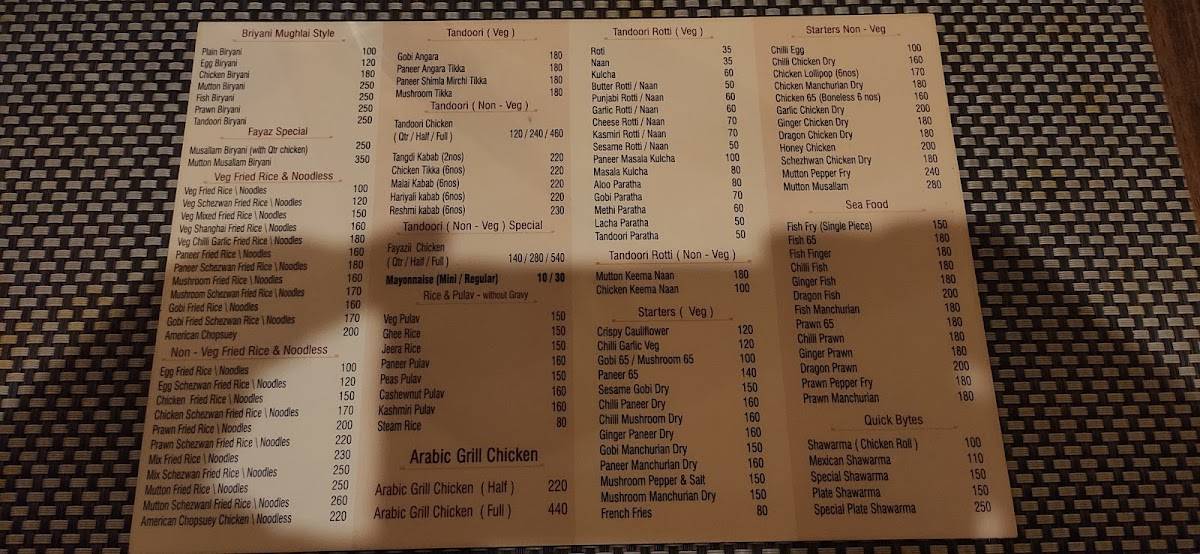 Briyani Mughlai Style
Plain Biryani 100
Egg Biryani 120
Chicken Biryani 180
Mutton Biryani 250
Fish Biryani 250
Prawn Biryani 250
Tandoori Biryani 250
Fayaz Special
Musallam Biryani (with Qtr chicken) 250
Mutton Musallam Biryani 350
Veg Fried Rice & Noodless
Veg Fried Rice \ Noodles 100
Veg Schezwan Fried Rice \ Noodles 120
Veg Mixed Fried Rice \ Noodles 150
Veg Shanghai Fried Rice \ Noodles 160
Veg Chilli Garlic Fried Rice \ Noodles 180
Paneer Fried Rice \ Noodles 160
Paneer Schezwan Fried Rice \ Noodles 180
Mushroom Fried Rice \ Noodles 160
Mushroom Schezwan Fried Rice \ Noodles 170
Gobi Fried Rice \ Noodles 160
Gobi Fried Schezwan Rice \ Noodles 170
American Chopsuey 200
Non - Veg Fried Rice & Noodless
Egg Fried Rice \ Noodles 100
Egg Schezwan Fried Rice \ Noodles 120
Chicken Fried Rice \ Noodles 150
Chicken Schezwan Fried Rice \ Noodles 170
Prawn Fried Rice \ Noodles 200
Prawn Schezwan Fried Rice \ Noodles 220
Mix Fried Rice \ Noodles 230
Mix Schezwan Fried Rice \ Noodles 250
Mutton Fried Rice \ Noodles 250
Mutton Schezwanl Fried Rice \ Noodles 260
American Chopsuey Chicken \ Noodless 220
Tandoori ( Veg )
Gobi Angara 180
Paneer Angara Tikka 180
Paneer Shimla Mirchi Tikka 180
Mushroom Tikka 180
Tandoori ( Non - Veg )
Tandoori Chicken
( Qtr / Half / Full ) 120 / 240 / 460
Tangdi Kabab (2nos) 220
Chicken Tikka (6nos) 220
Malai Kabab (6nos) 220
Hariyali kabab (6nos) 220
Reshmi kabab (6nos) 230
Tandoori ( Non - Veg ) Special
Fayazii Chicken
( Qtr / Half / Full ) 140 / 280 / 540
Mayonnaise (Mini / Regular) 10 / 30
Rice & Pulav - without Gravy
Veg Pulav 150
Ghee Rice 150
Jeera Rice 150
Paneer Pulav 160
Peas Pulav 150
Cashewnut Pulav 160
Kashmiri Pulav 160
Steam Rice 80
Arabic Grill Chicken
Arabic Grill Chicken ( Half ) 220
Arabic Grill Chicken ( Full ) 440
Tandoori Rotti ( Veg )
Roti 35
Naan 35
Kulcha 60
Butter Rotti / Naan 50
Punjabi Rotti / Naan 60
Garlic Rotti / Naan 60
Cheese Rotti / Naan 70
Kasmiri Rotti / Naan 70
Sesame Rotti / Naan 50
Paneer Masala Kulcha 100
Masala Kulcha 80
Aloo Paratha 80
Gobi Paratha 70
Methi Paratha 60
Lacha Paratha 50
Tandoori Paratha 50
Tandoori Rotti ( Non - Veg )
Mutton Keema Naan 180
Chicken Keema Naan 100
Starters ( Veg )
Crispy Cauliflower 120
Chilli Garlic Veg 120
Gobi 65 / Mushroom 65 100
Paneer 65 140
Sesame Gobi Dry 150
Chilli Paneer Dry 160
Chilli Mushroom Dry 160
Ginger Paneer Dry 160
Gobi Manchurian Dry 150
Paneer Manchurian Dry 160
Mushroom Pepper & Salt 150
Mushroom Manchurian Dry 150
French Fries 80
Starters Non - Veg
Chilli Egg 100
Chilli Chicken Dry 160
Chicken Lollipop (6nos) 170
Chicken Manchurian Dry 180
Chicken 65 (Boneless 6 nos) 160
Garlic Chicken Dry 200
Ginger Chicken Dry 180
Dragon Chicken Dry 180
Honey Chicken 200
Schezhwan Chicken Dry 180
Mutton Pepper Fry 240
Mutton Musallam 280
Sea Food
Fish Fry (Single Piece) 150
Fish 65 180
Fish Finger 180
Chilli Fish 180
Ginger Fish 180
Dragon Fish 200
Fish Manchurian 180
Prawn 65 180
Chilli Prawn 180
Ginger Prawn 180
Dragon Prawn 200
Prawn Pepper Fry 180
Prawn Manchurian 180
Quick Bytes
Shawarma ( Chicken Roll ) 100
Mexican Shawarma 110
Special Shawarma 150
Plate Shawarma 150
Special Plate Shawarma 250